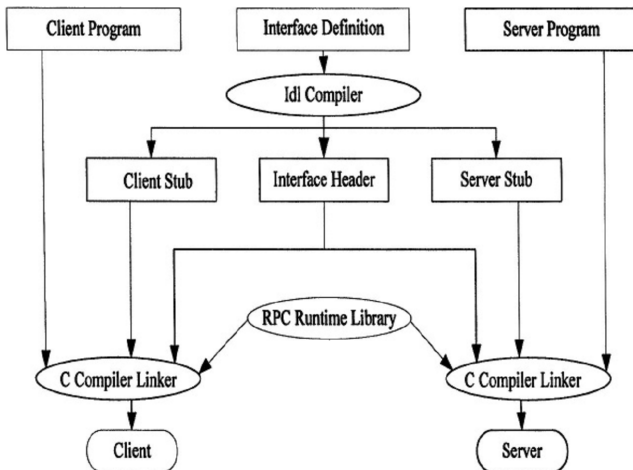 Client Program
Interface Definition
Server Program
Idl Compiler
Client Stub
Interface Header
Server Stub
RPC Runtime Library
C Compiler Linker
C Compiler Linker
Client
Server